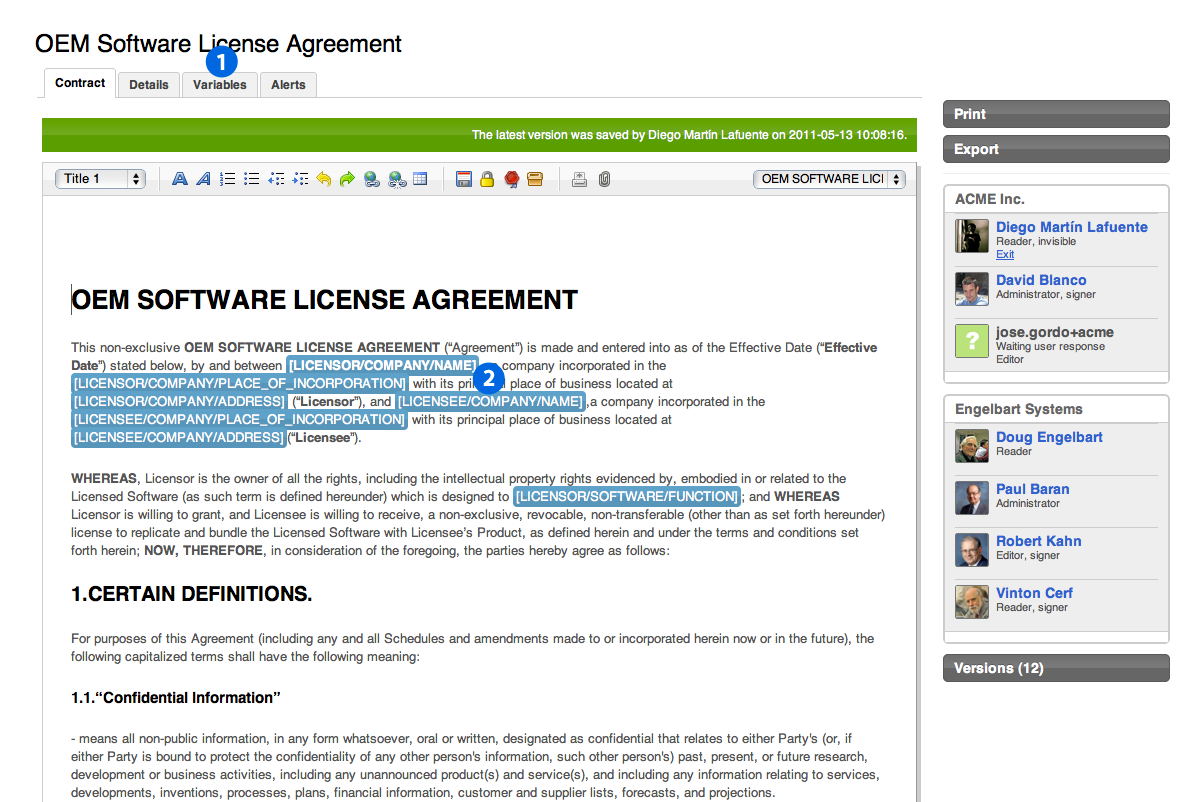 OEM Software License Agreement
1
Contract Details Variables Alerts
The latest version was saved by Diego Martín Lafuente on 2011-05-13 10:08:16.
Title 1
OEM SOFTWARE LICI
OEM SOFTWARE LICENSE AGREEMENT
This non-exclusive OEM SOFTWARE LICENSE AGREEMENT (“Agreement”) is made and entered into as of the Effective Date (“Effective
Date”) stated below, by and between [LICENSOR/COMPANY/NAME] company incorporated in the
2
[LICENSOR/COMPANY/PLACE_OF_INCORPORATION] with its principal place of business located at
[LICENSOR/COMPANY/ADDRESS] (“Licensor”), and [LICENSEE/COMPANY/NAME],a company incorporated in the
[LICENSEE/COMPANY/PLACE_OF_INCORPORATION] with its principal place of business located at
[LICENSEE/COMPANY/ADDRESS](“Licensee”).
WHEREAS, Licensor is the owner of all the rights, including the intellectual property rights evidenced by, embodied in or related to the
Licensed Software (as such term is defined hereunder) which is designed to [LICENSOR/SOFTWARE/FUNCTION]; and WHEREAS
Licensor is willing to grant, and Licensee is willing to receive, a non-exclusive, revocable, non-transferable (other than as set forth hereunder)
license to replicate and bundle the Licensed Software with Licensee’s Product, as defined herein and under the terms and conditions set
forth herein; NOW, THEREFORE, in consideration of the foregoing, the parties hereby agree as follows:
1.CERTAIN DEFINITIONS.
For purposes of this Agreement (including any and all Schedules and amendments made to or incorporated herein now or in the future), the
following capitalized terms shall have the following meaning:
1.1.“Confidential Information”
- means all non-public information, in any form whatsoever, oral or written, designated as confidential that relates to either Party's (or, if
either Party is bound to protect the confidentiality of any other person's information, such other person's) past, present, or future research,
development or business activities, including any unannounced product(s) and service(s), and including any information relating to services,
developments, inventions, processes, plans, financial information, customer and supplier lists, forecasts, and projections.
Print
Export
ACME Inc.
Diego Martín Lafuente
Reader, invisible
Exit
David Blanco
Administrator, signer
?
jose.gordo+acme
Waiting user response
Editor
Engelbart Systems
Doug Engelbart
Reader
Paul Baran
Administrator
Robert Kahn
Editor, signer
Vinton Cerf
Reader, signer
Versions (12)